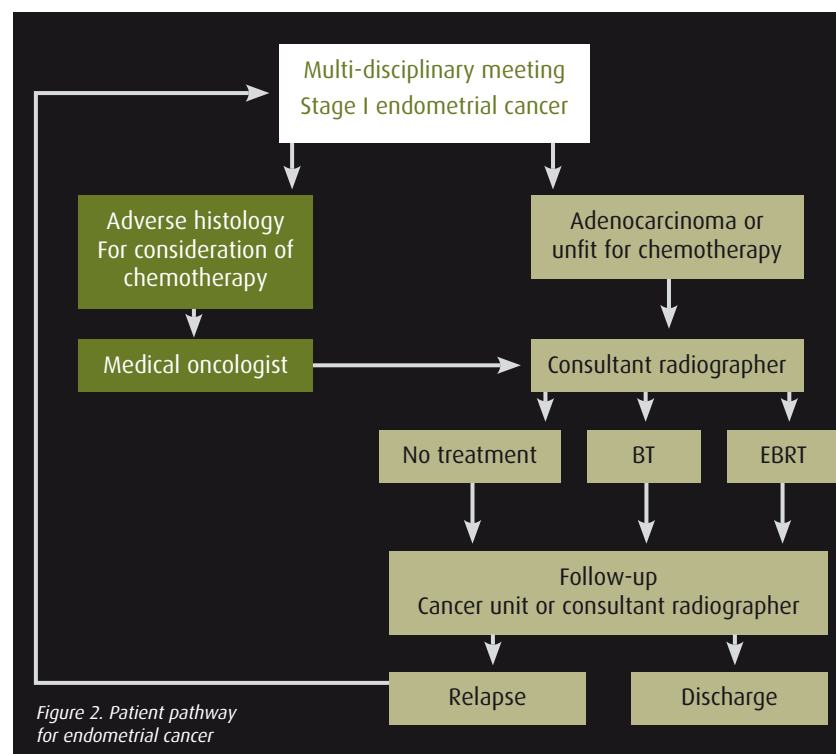 Multi-disciplinary meeting
Stage I endometrial cancer
Adverse histology
For consideration of
chemotherapy
Adenocarcinoma or
unfit for chemotherapy
Medical oncologist
Consultant radiographer
No treatment
BT
EBRT
Follow-up
Cancer unit or consultant radiographer
Relapse
Discharge
Figure 2. Patient pathway
for endometrial cancer